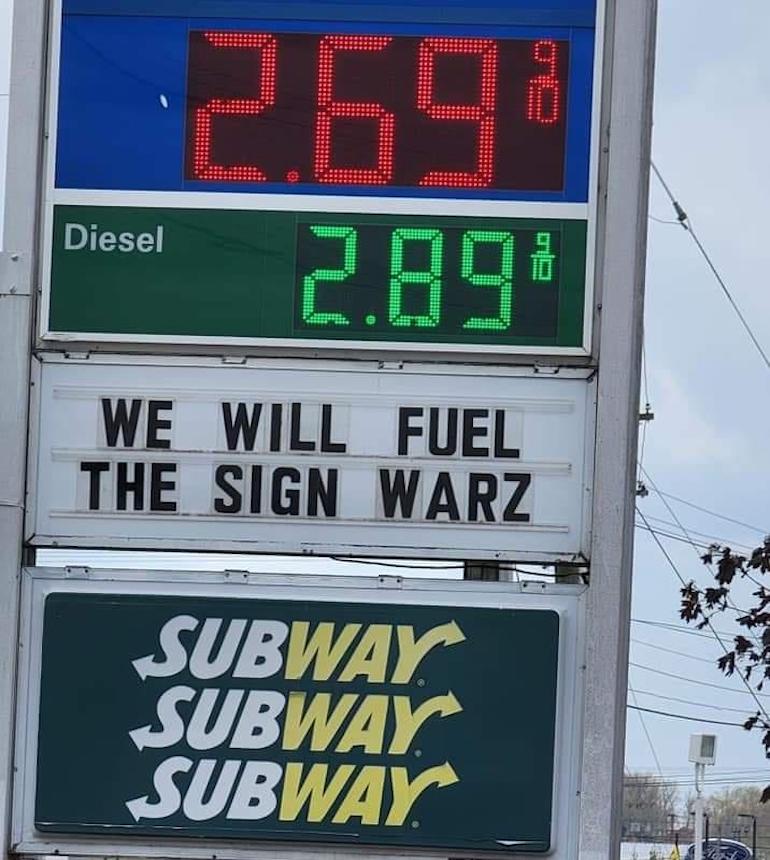 2.69 9/10
Diesel 2.89 9/10
WE WILL FUEL
THE SIGN WARZ
SUBWAY
SUBWAY
SUBWAY